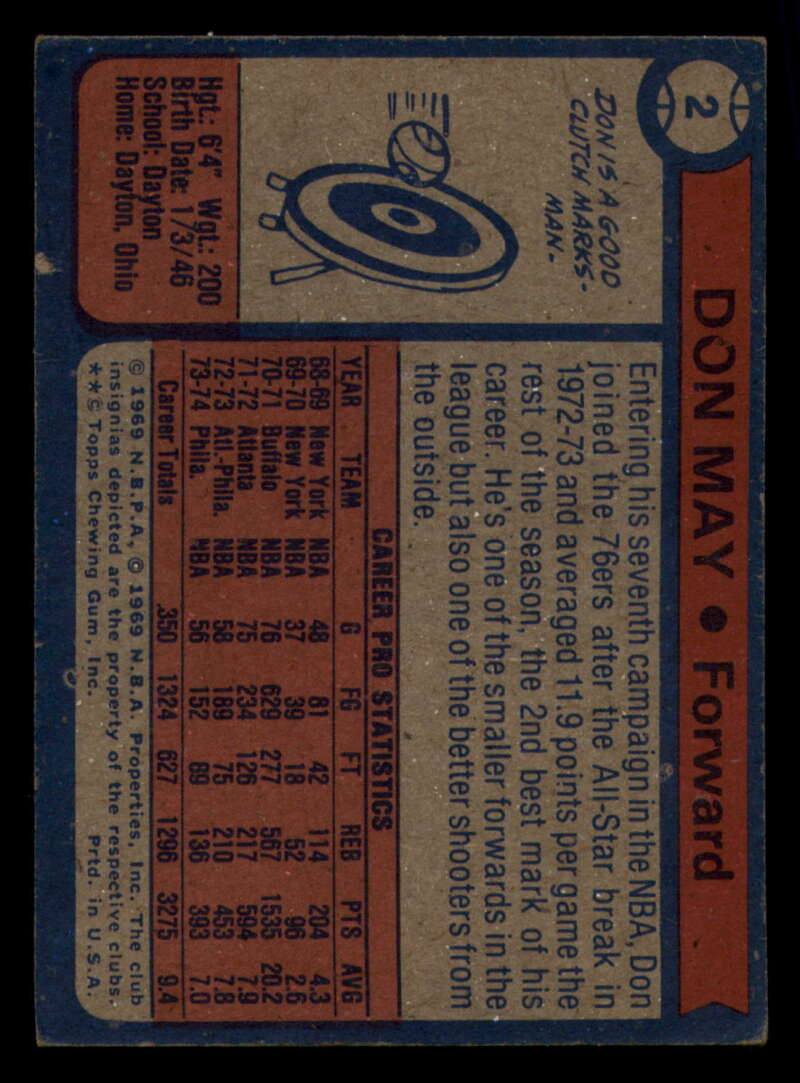 2
DON MAY • Forward
DON IS A GOOD
CLUTCH MARKS-
MAN.
Hgt.: 6'4" Wgt.: 200
Birth Date: 1/3/46
School: Dayton
Home: Dayton, Ohio
Entering his seventh campaign in the NBA, Don
joined the 76ers after the All-Star break in
1972-73 and averaged 11.9 points per game the
rest of the season, the 2nd best mark of his
career. He's one of the smaller forwards in the
league but also one of the better shooters from
the outside.
CAREER PRO STATISTICS
YEAR TEAM G FG FT REB PTS AVG
68-69 New York NBA 48 81 42 114 204 4.3
69-70 New York NBA 37 39 18 52 96 2.6
70-71 Buffalo NBA 76 629 277 567 1535 20.2
71-72 Atlanta NBA 75 234 126 217 594 7.9
72-73 Atl.-Phila. NBA 58 189 75 210 453 7.8
73-74 Phila. NBA 56 152 89 136 393 7.0
Career Totals 350 1324 627 1296 3275 9.4
© 1969 N.B.P.A, © 1969 N.B.A. Properties, Inc. The club
insignias depicted are the property of the respective clubs.
**© Topps Chewing Gum, Inc. Prtd. in U.S.A.